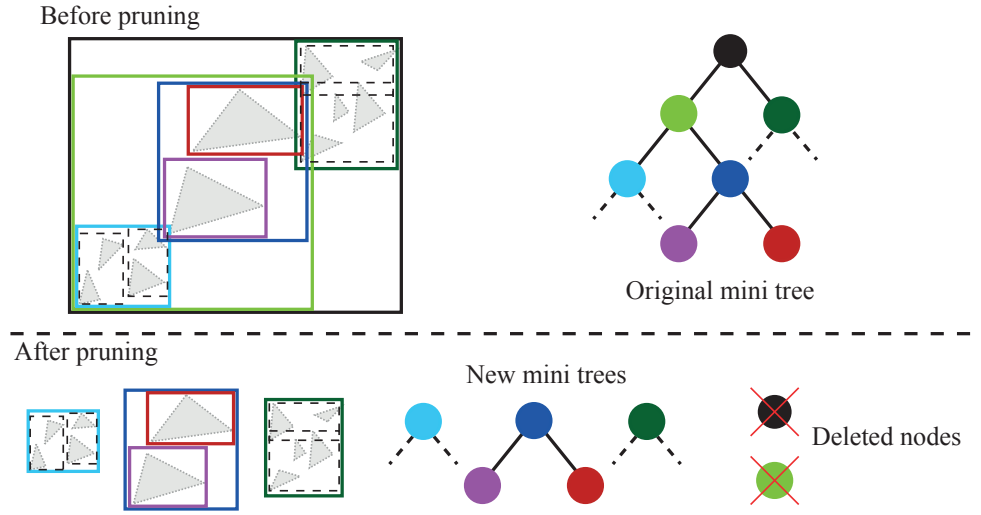 Before pruning
Original mini tree
After pruning
New mini trees
Deleted nodes